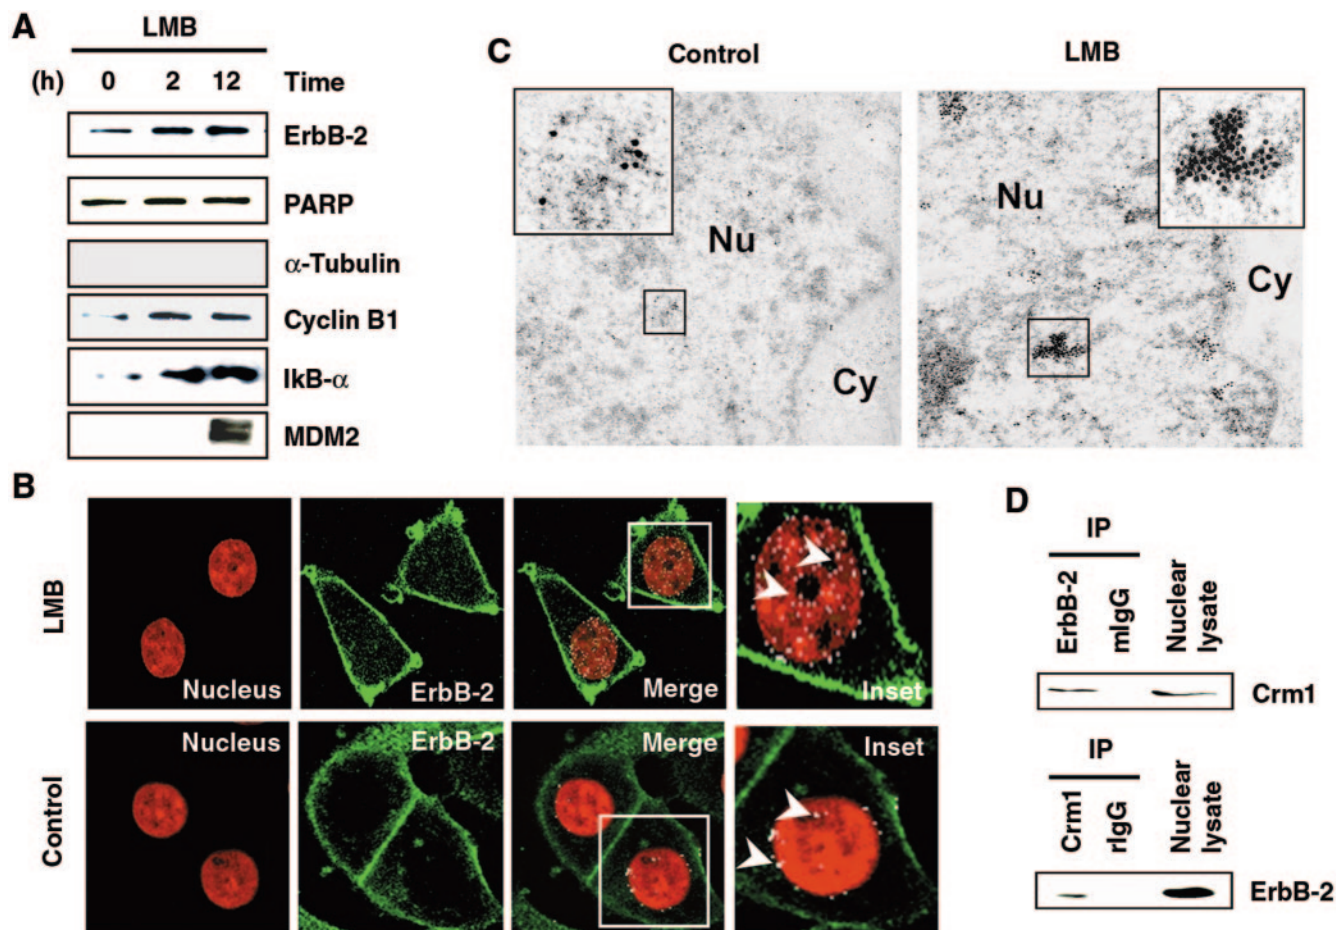 A
LMB
(h) 0 2 12 Time
ErbB-2
PARP
α-Tubulin
Cyclin B1
IkB-α
MDM2
C
Control LMB
Nu
Cy
Nu
Cy
B
LMB
Nucleus ErbB-2 Merge Inset
Control
Nucleus ErbB-2 Merge Inset
D
IP
ErbB-2 mIgG Nuclear lysate
Crm1
IP
Crm1 rIgG Nuclear lysate
ErbB-2